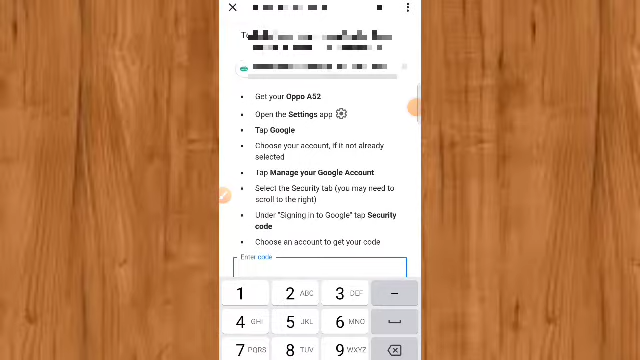 To
Get your Oppo A52
Open the Settings app
Tap Google
Choose your account, if it not already
selected
Tap Manage your Google Account
Select the Security tab (you may need to
scroll to the right)
Under "Signing in to Google" tap Security
code
Choose an account to get your code
Enter code
1 2 ABC 3 DEF –
4 GHI 5 JKL 6 MNO
7 PQRS 8 TUV 9 WXYZ